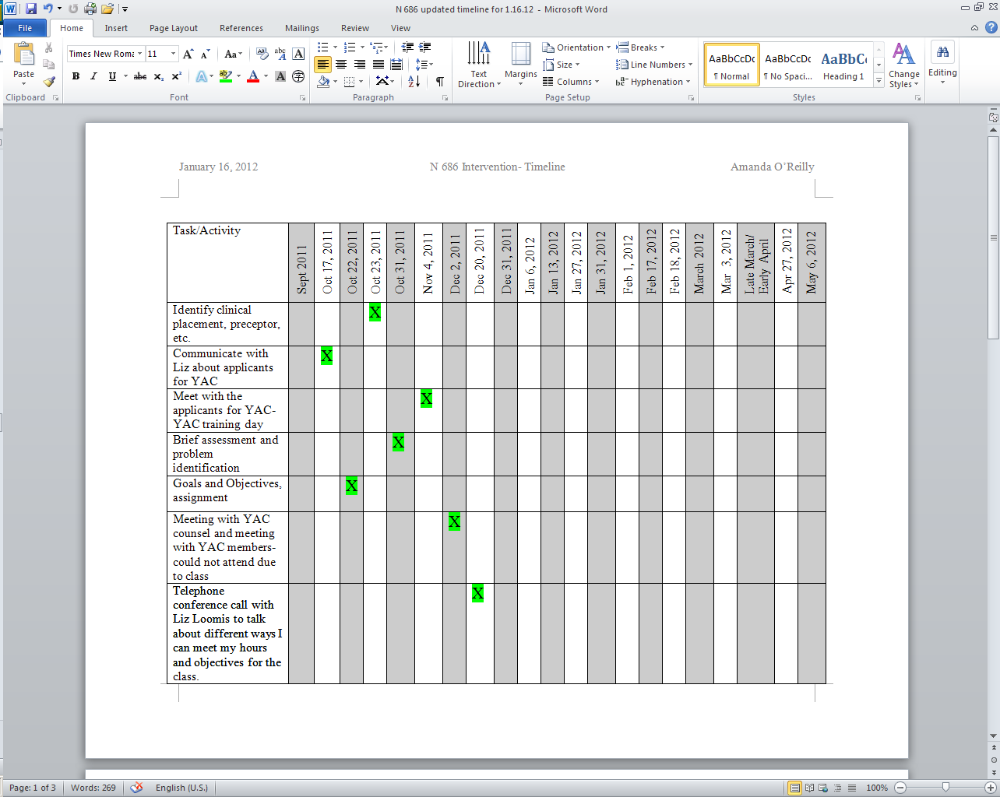 N 686 updated timeline for 1.16.12 - Microsoft Word
File Home Insert Page Layout References Mailings Review View
Paste
Clipboard
Times New Roma 11
Font
Paragraph
Text Direction
Margins
Orientation
Size
Columns
Breaks
Line Numbers
Hyphenation
Page Setup
AaBbCcDc AaBbCcDc AaBbCc
¶ Normal ¶ No Spaci... Heading 1
Change Styles
Styles
Editing
January 16, 2012 N 686 Intervention- Timeline Amanda O'Reilly
Task/Activity
Sept 2011
Oct 17, 2011
Oct 22, 2011
Oct 23, 2011
Oct 31, 2011
Nov 4, 2011
Dec 2, 2011
Dec 20, 2011
Dec 31, 2011
Jan 6, 2012
Jan 13, 2012
Jan 27, 2012
Jan 31, 2012
Feb 1, 2012
Feb 17, 2012
Feb 18, 2012
March 2012
Mar 3, 2012
Late March/
Early April
Apr 27, 2012
May 6, 2012
Identify clinical X
placement, preceptor,
etc.
Communicate with X
Liz about applicants
for YAC
Meet with the X
applicants for YAC-
YAC training day
Brief assessment and X
problem
identification
Goals and Objectives, X
assignment
Meeting with YAC X
counsel and meeting
with YAC members-
could not attend due
to class
Telephone X
conference call with
Liz Loomis to talk
about different ways I
can meet my hours
and objectives for the
class.
Page: 1 of 3 Words: 269 English (U.S.) 100%